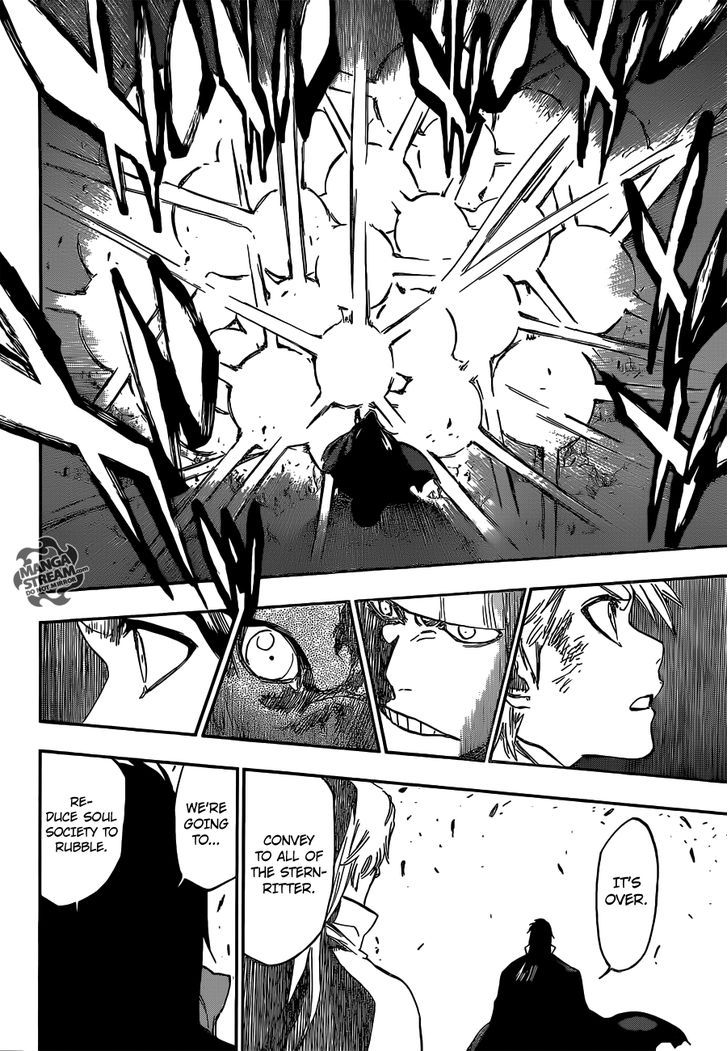 MANGA
STREAM.com
DO NOT MIRROR
IT'S
OVER.
CONVEY
TO ALL OF
THE STERN-
RITTER.
WE'RE
GOING
TO...
RE-
DUCE SOUL
SOCIETY TO
RUBBLE.